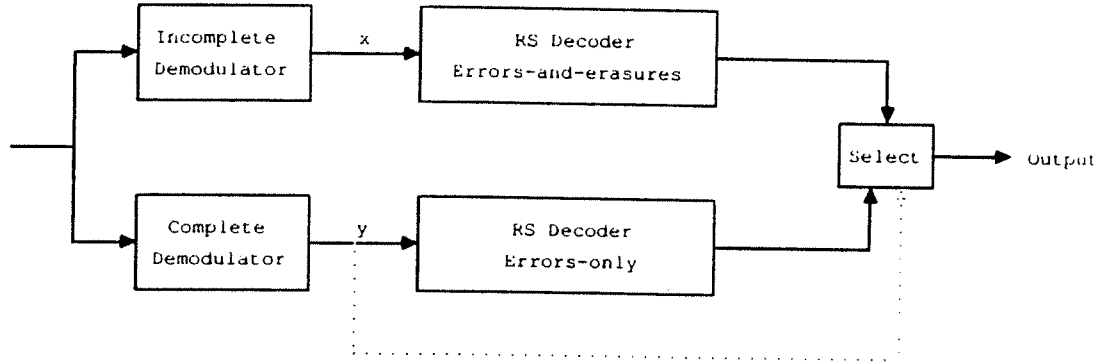 Incomplete
Demodulator
x
RS Decoder
Errors-and-erasures
Select
Output
Complete
Demodulator
y
RS Decoder
Errors-only